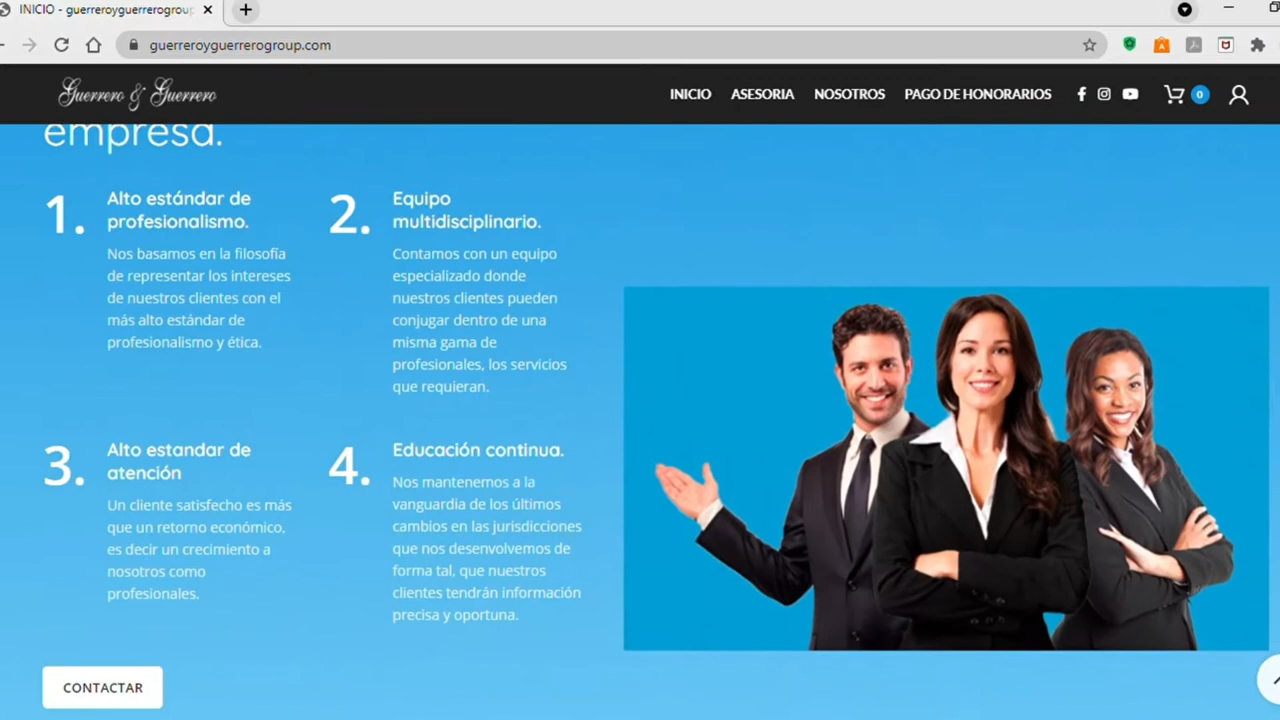 INICIO - guerreroyguerrerogroup
guerreroyguerrerogroup.com
Guerrero & Guerrero
INICIO
ASESORIA
NOSOTROS
PAGO DE HONORARIOS
0
empresa.
1.
Alto estándar de
profesionalismo.
Nos basamos en la filosofía
de representar los intereses
de nuestros clientes con el
más alto estándar de
profesionalismo y ética.
2.
Equipo
multidisciplinario.
Contamos con un equipo
especializado donde
nuestros clientes pueden
conjugar dentro de una
misma gama de
profesionales, los servicios
que requieran.
3.
Alto estandar de
atención
Un cliente satisfecho es más
que un retorno económico,
es decir un crecimiento a
nosotros como
profesionales.
4.
Educación continua.
Nos mantenemos a la
vanguardia de los últimos
cambios en las jurisdicciones
que nos desenvolvemos de
forma tal, que nuestros
clientes tendrán información
precisa y oportuna.
CONTACTAR